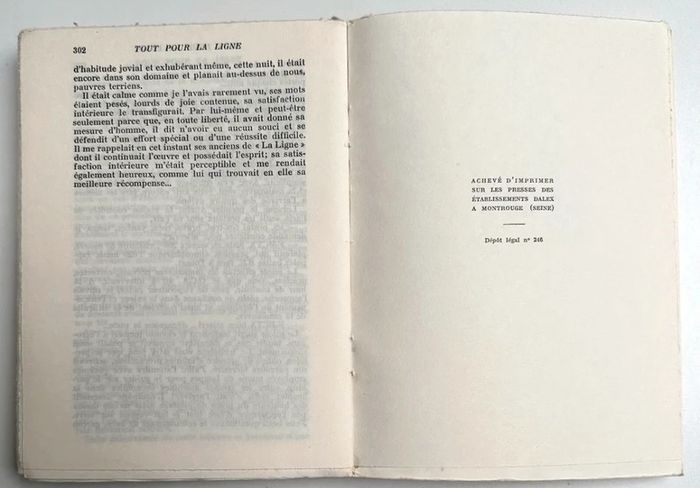 302 TOUT POUR LA LIGNE
d'habitude jovial et exhubérant même, cette nuit, il était
encore dans son domaine et planait au-dessus de nous,
pauvres terriens.
Il était calme comme je l'avais rarement vu, ses mots
étaient pesés, lourds de joie contenue, sa satisfaction
intérieure le transfigurait. Par lui-même et peut-être
seulement parce que, en toute liberté, il avait donné sa
mesure d'homme, il dit n'avoir eu aucun souci et se
défendit d'un effort spécial ou d'une réussite difficile.
Il me rappelait en cet instant ses anciens de « La Ligne »
dont il continuait l'œuvre et possédait l'esprit; sa satis-
faction intérieure m'était perceptible et me rendait
également heureux, comme lui qui trouvait en elle sa
meilleure récompense...
ACHEVÉ D'IMPRIMER
SUR LES PRESSES DES
ÉTABLISSEMENTS DALEX
A MONTROUGE (SEINE)
Dépôt légal n° 246